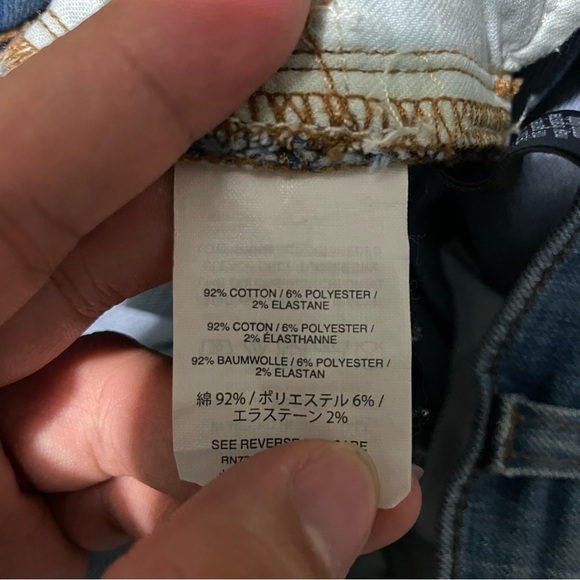 92% COTTON / 6% POLYESTER /
2% ELASTANE
92% COTON / 6% POLYESTER /
2% ÉLASTHANNE
92% BAUMWOLLE / 6% POLYESTER /
2% ELASTAN
綿 92% / ポリエステル 6% /
エラステーン 2%
SEE REVERSE